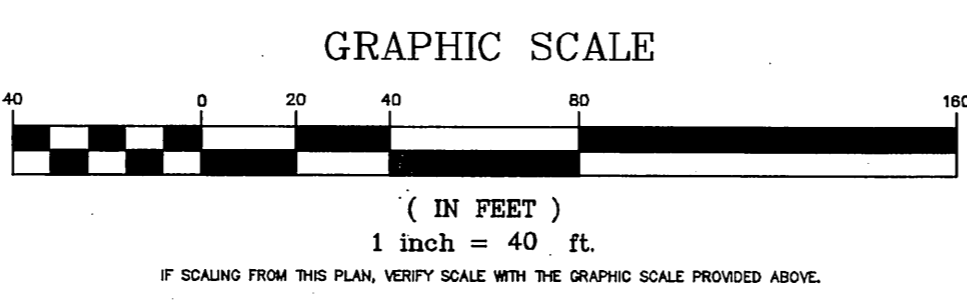 GRAPHIC SCALE
40 0 20 40 80 160
( IN FEET )
1 inch = 40 ft.
IF SCALING FROM THIS PLAN, VERIFY SCALE WITH THE GRAPHIC SCALE PROVIDED ABOVE.